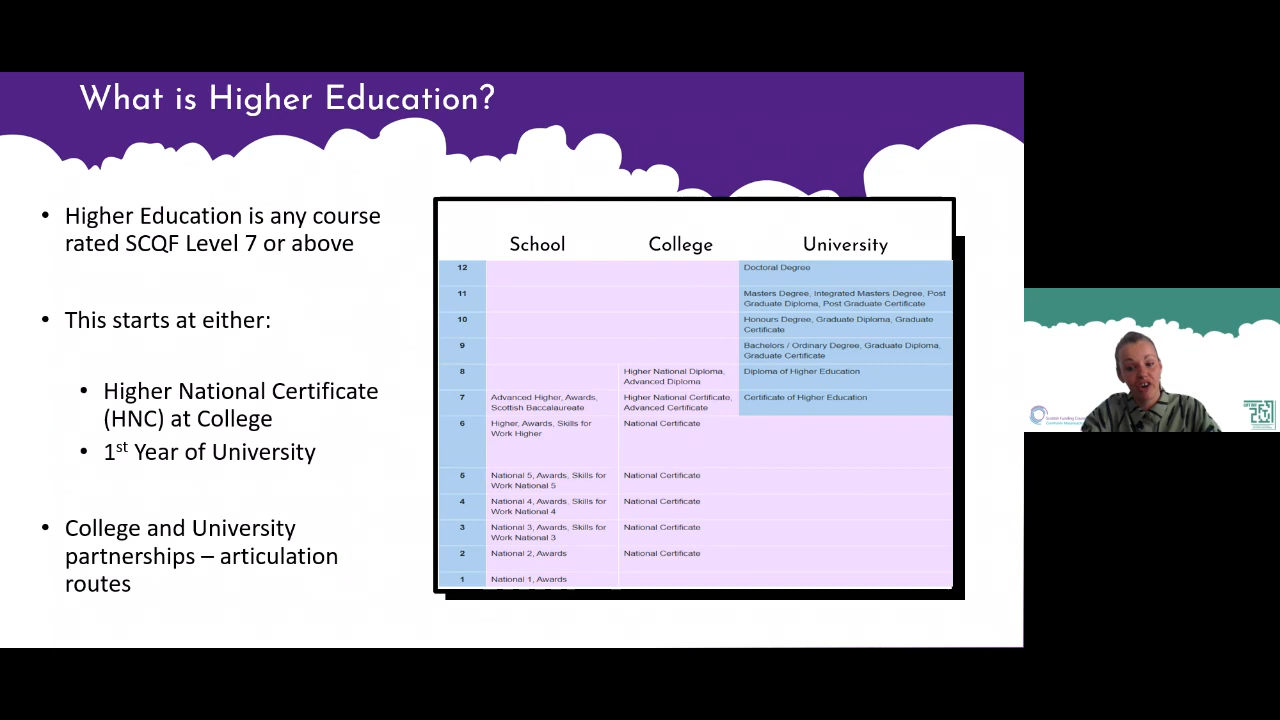 What is Higher Education?
• Higher Education is any course
rated SCQF Level 7 or above
• This starts at either:
• Higher National Certificate
(HNC) at College
• 1st Year of University
• College and University
partnerships – articulation
routes
School College University
12 Doctoral Degree
11 Masters Degree, Integrated Masters Degree, Post
Graduate Diploma, Post Graduate Certificate
10 Honours Degree, Graduate Diploma, Graduate
Certificate
9 Bachelors / Ordinary Degree, Graduate Diploma,
Graduate Certificate
8 Higher National Diploma, Diploma of Higher Education
Advanced Diploma
7 Advanced Higher, Awards, Higher National Certificate, Certificate of Higher Education
Scottish Baccalaureate Advanced Certificate
6 Higher, Awards, Skills for National Certificate
Work Higher
5 National 5, Awards, Skills for National Certificate
Work National 5
4 National 4, Awards, Skills for National Certificate
Work National 4
3 National 3, Awards, Skills for National Certificate
Work National 3
2 National 2, Awards National Certificate
1 National 1, Awards
Scottish Funding